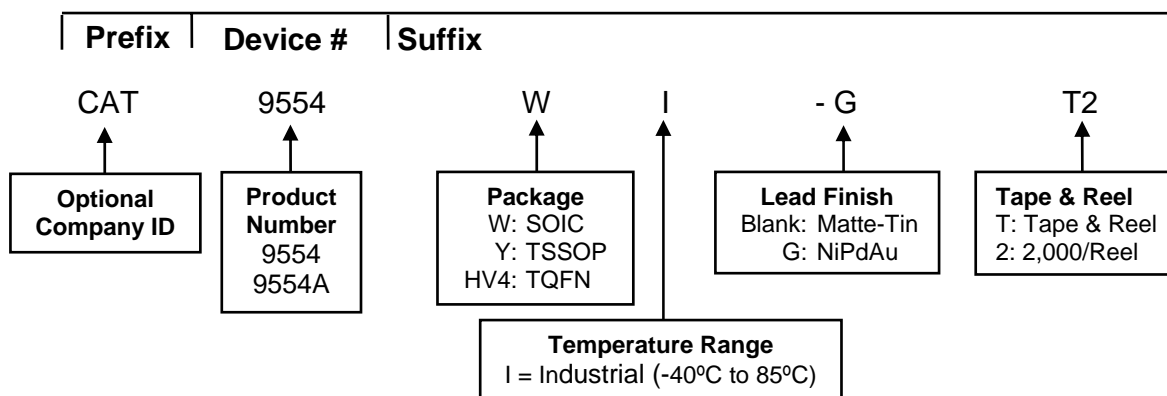 Prefix Device # Suffix
CAT 9554 W I - G T2
Optional
Company ID
Product
Number
9554
9554A
Package
W: SOIC
Y: TSSOP
HV4: TQFN
Lead Finish
Blank: Matte-Tin
G: NiPdAu
Tape & Reel
T: Tape & Reel
2: 2,000/Reel
Temperature Range
I = Industrial (-40ºC to 85ºC)